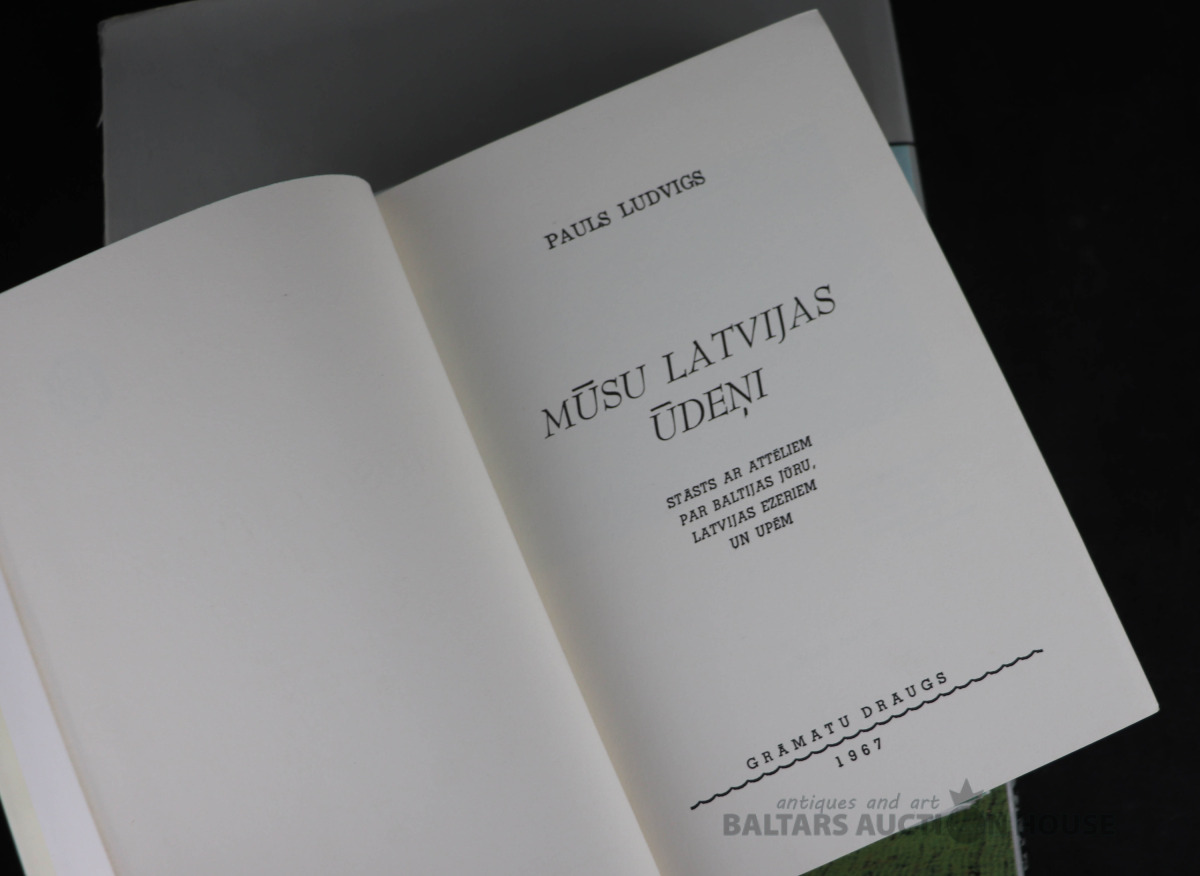 PAULS LUDVIGS
MŪSU LATVIJAS
ŪDEŅI
STĀSTS AR ATTĒLIEM
PAR BALTIJAS JŪRU,
LATVIJAS EZERIEM
UN UPĒM
GRĀMATU DRAUGS
1967
antiques and art
BALTARS AUCTION HOUSE